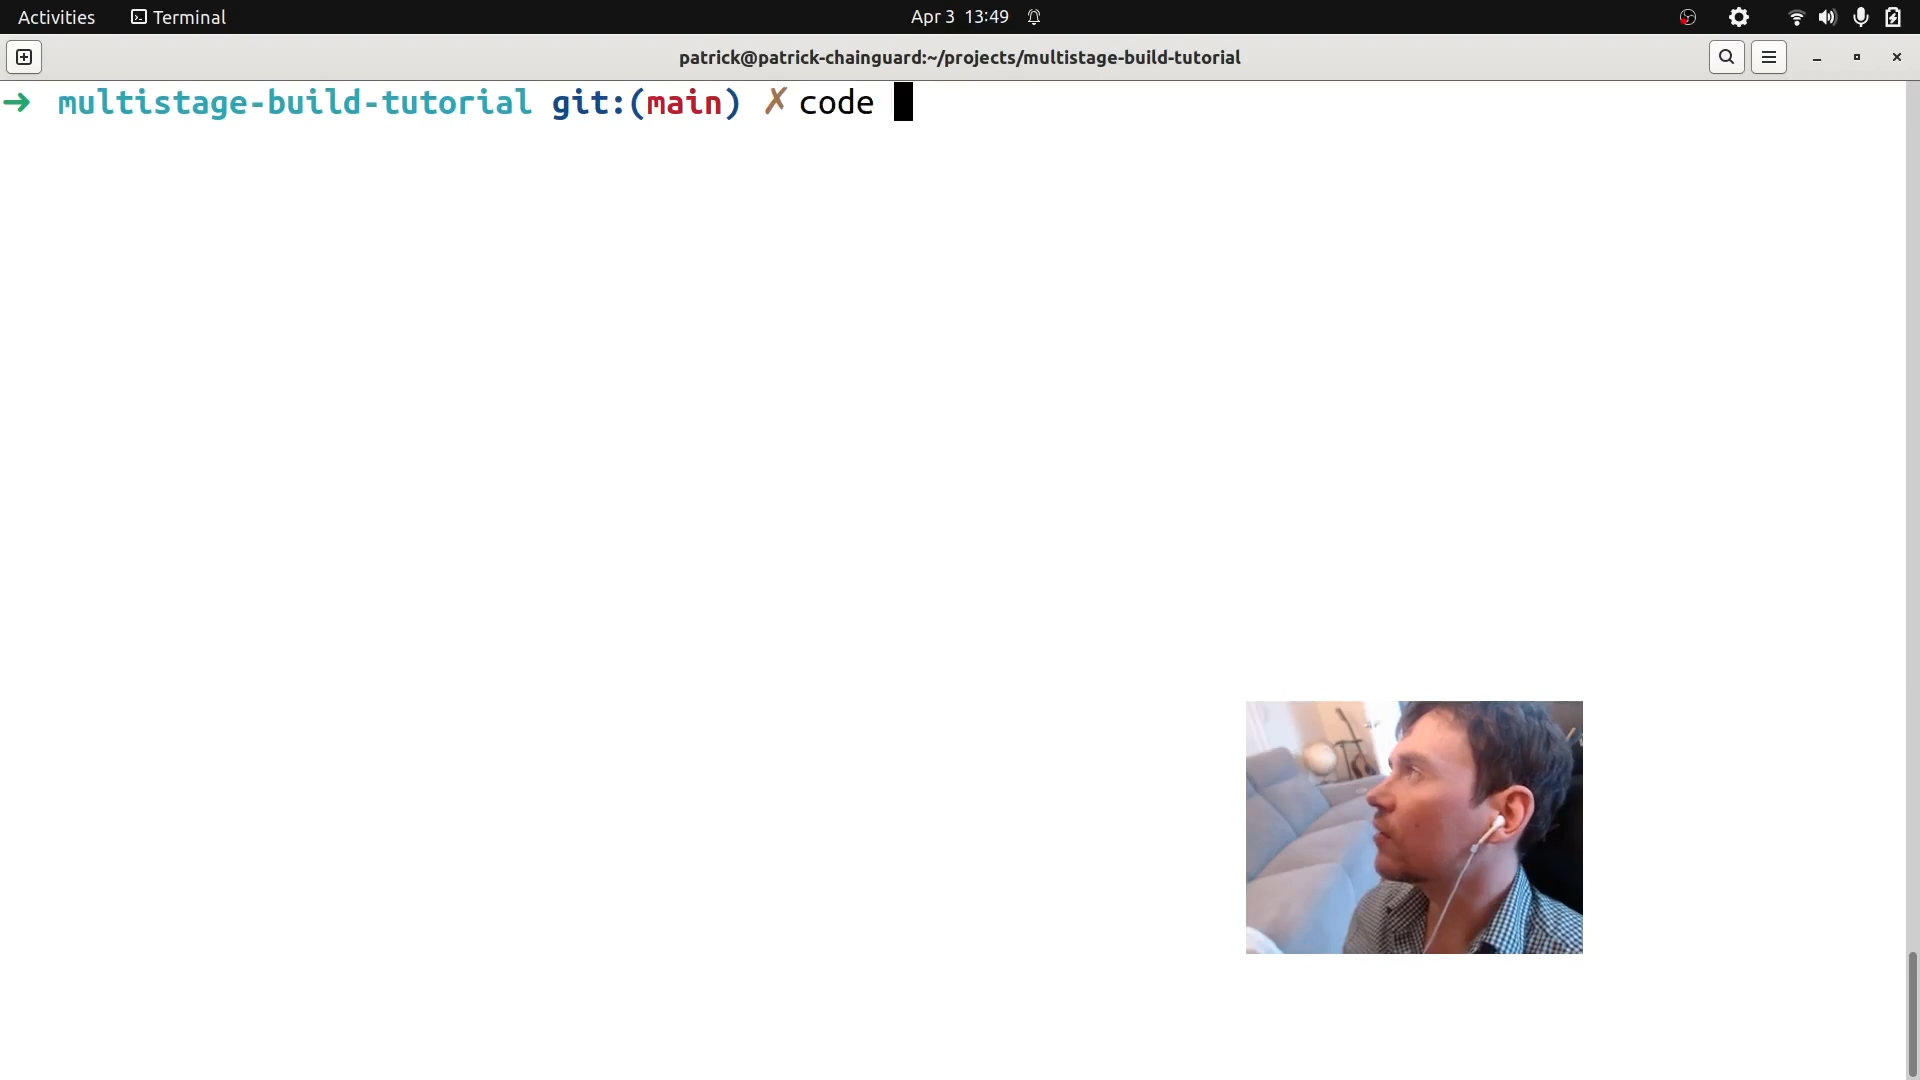 Activities Terminal Apr 3 13:49
patrick@patrick-chainguard:~/projects/multistage-build-tutorial
➜ multistage-build-tutorial git:(main) ✗ code